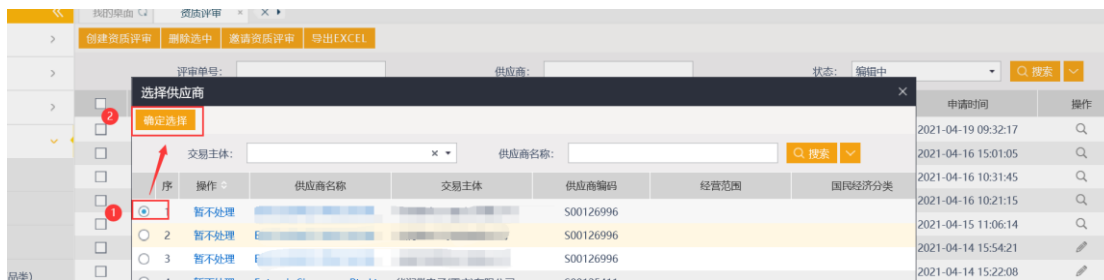 我的桌面 资质评审
创建资质评审 删除选中 邀请资质评审 导出EXCEL
评审单号: 供应商: 状态: 编辑中 搜索
选择供应商
申请时间 操作
2
确定选择
2021-04-19 09:32:17
交易主体: 供应商名称: 搜索
2021-04-16 15:01:05
序 操作 供应商名称 交易主体 供应商编码 经营范围 国民经济分类
2021-04-16 10:31:45
2021-04-16 10:21:15
1
1 暂不处理 S00126996
2021-04-15 11:06:14
2 暂不处理 S00126996
2021-04-14 15:54:21
3 暂不处理 S00126996
2021-04-14 15:22:08
品类)